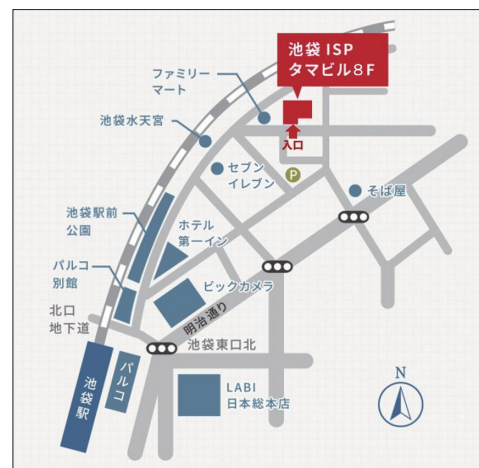 池袋 ISP
タマビル8F
ファミリー
マート
入口
池袋水天宮
セブン
イレブン
P
そば屋
池袋駅前
公園
ホテル
第一イン
パルコ
別館
ビックカメラ
北口
地下道
明治通り
池袋東口北
池袋駅
パルコ
LABI
日本総本店
N